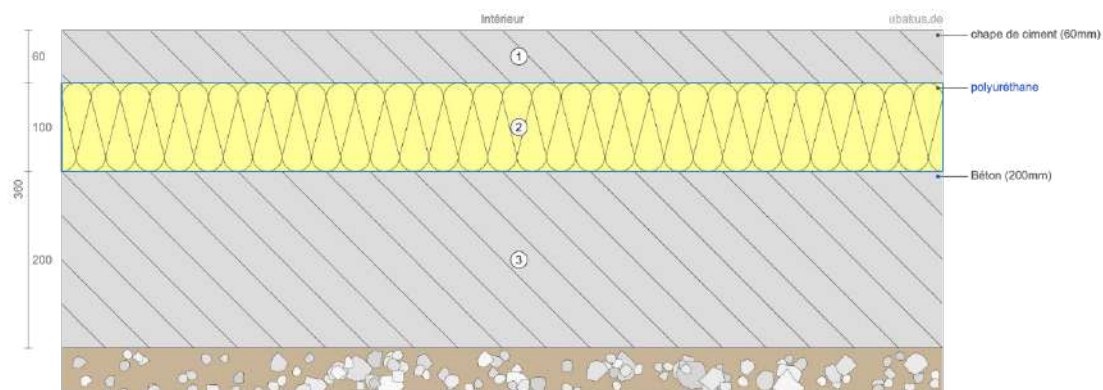 Intérieur
ubakus.de
chape de ciment (60mm)
60
1
polyuréthane
100
2
Béton (200mm)
360
200
3